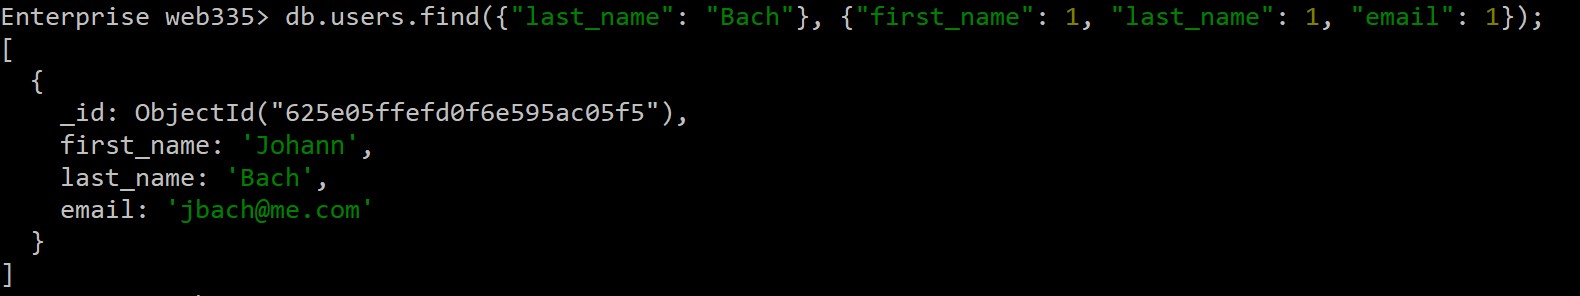 Enterprise web335> db.users.find({"last_name": "Bach"}, {"first_name": 1, "last_name": 1, "email": 1});
[
  {
    _id: ObjectId("625e05ffefd0f6e595ac05f5"),
    first_name: 'Johann',
    last_name: 'Bach',
    email: 'jbach@me.com'
  }
]